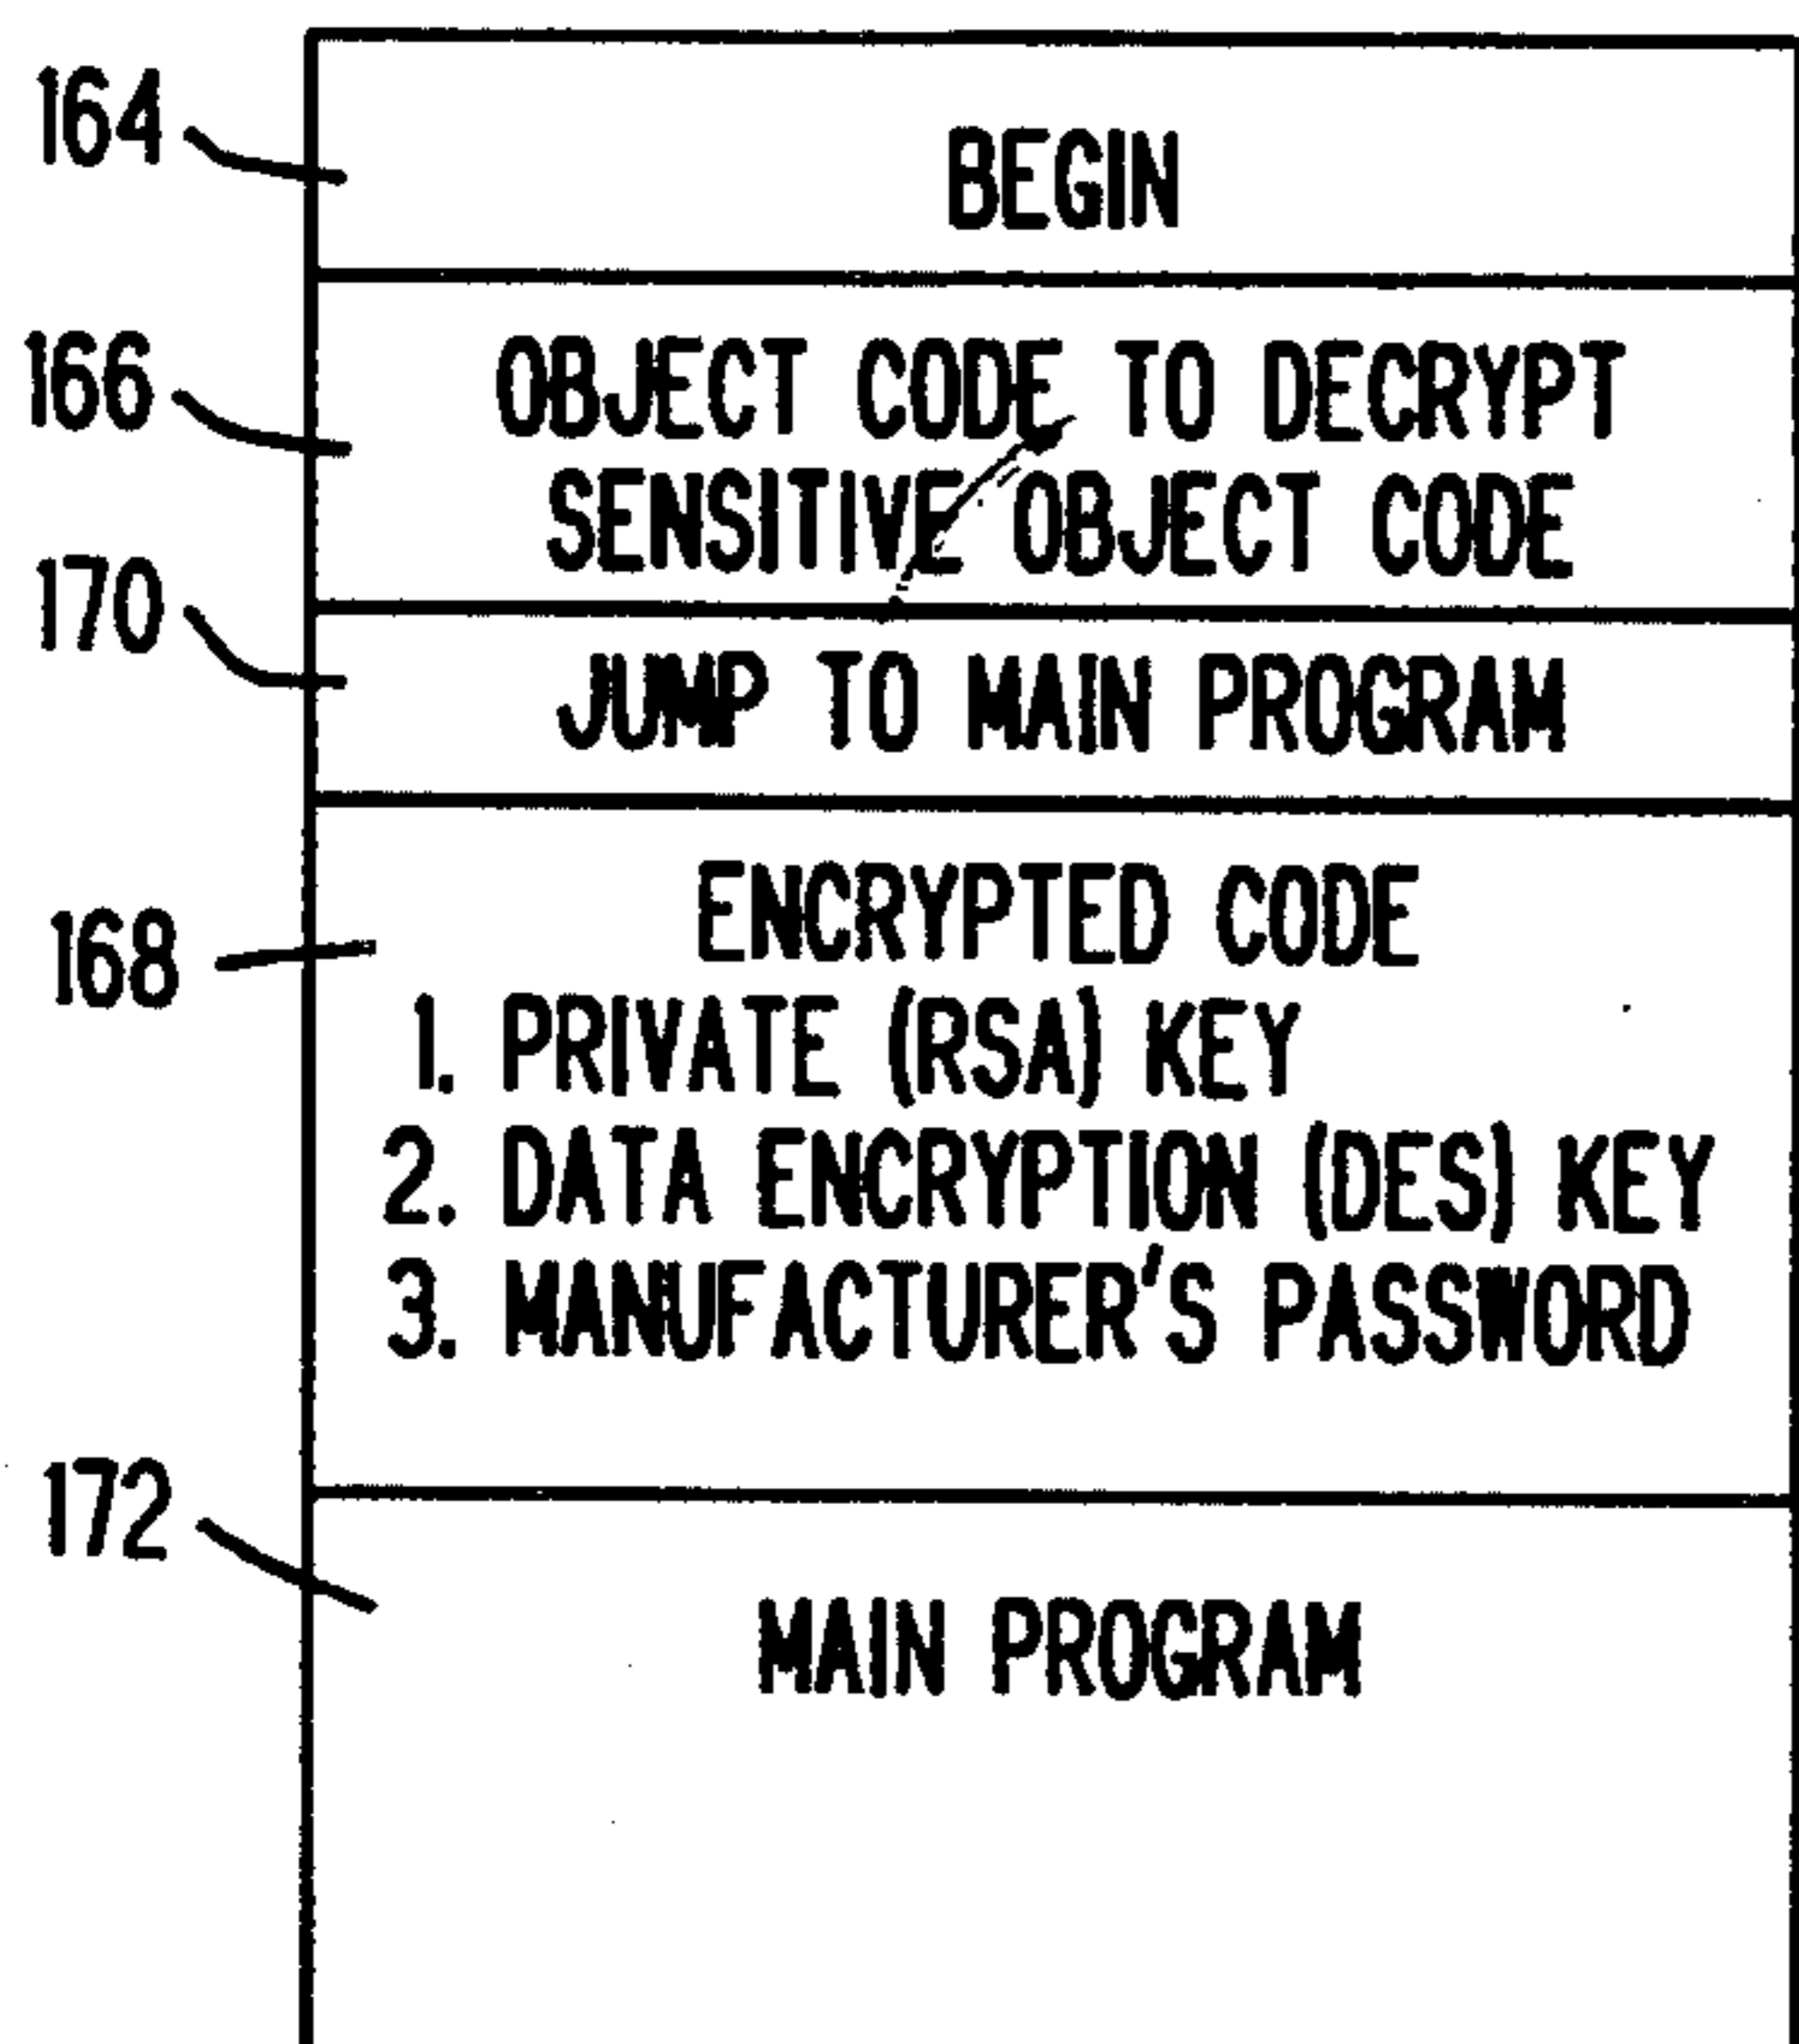 164
BEGIN
166
OBJECT CODE TO DECRYPT
SENSITIVE OBJECT CODE
170
JUMP TO MAIN PROGRAM
168
ENCRYPTED CODE
1. PRIVATE (RSA) KEY
2. DATA ENCRYPTION (DES) KEY
3. MANUFACTURER'S PASSWORD
172
MAIN PROGRAM